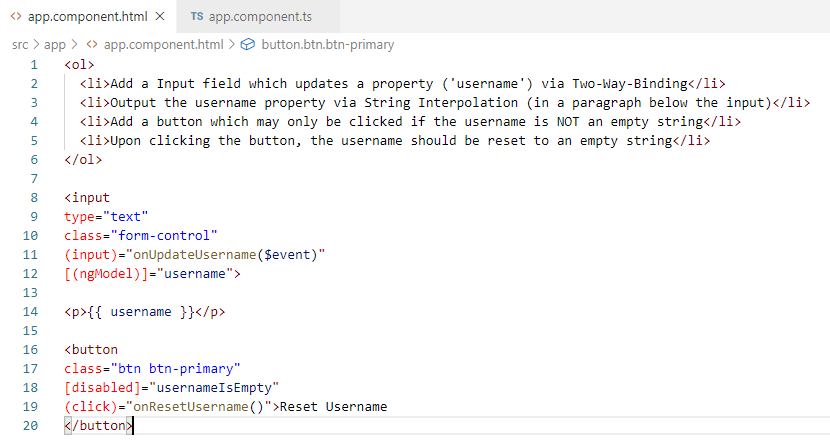 <> app.component.html × TS app.component.ts
src > app > <> app.component.html > button.btn.btn-primary
1 <ol>
2 <li>Add a Input field which updates a property ('username') via Two-Way-Binding</li>
3 <li>Output the username property via String Interpolation (in a paragraph below the input)</li>
4 <li>Add a button which may only be clicked if the username is NOT an empty string</li>
5 <li>Upon clicking the button, the username should be reset to an empty string</li>
6 </ol>
7
8 <input
9 type="text"
10 class="form-control"
11 (input)="onUpdateUsername($event)"
12 [(ngModel)]="username">
13
14 <p>{{ username }}</p>
15
16 <button
17 class="btn btn-primary"
18 [disabled]="usernameIsEmpty"
19 (click)="onResetUsername()">Reset Username
20 </button>